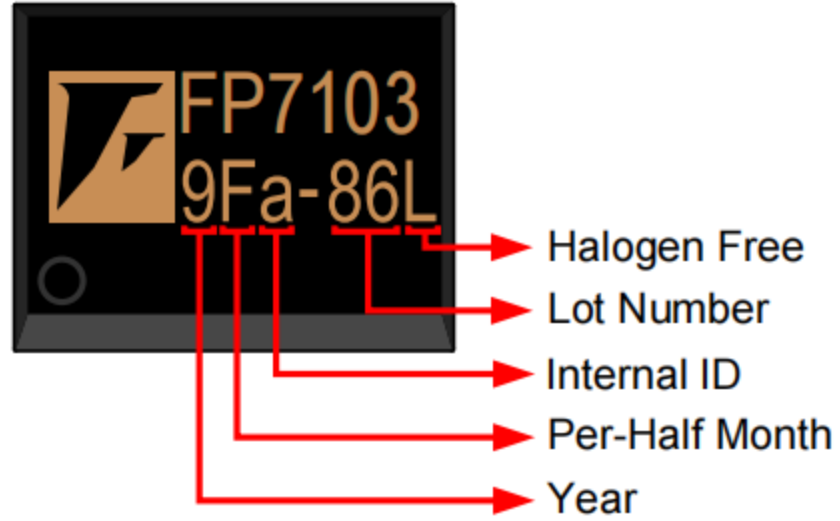 FP7103
9Fa-86L
Halogen Free
Lot Number
Internal ID
Per-Half Month
Year